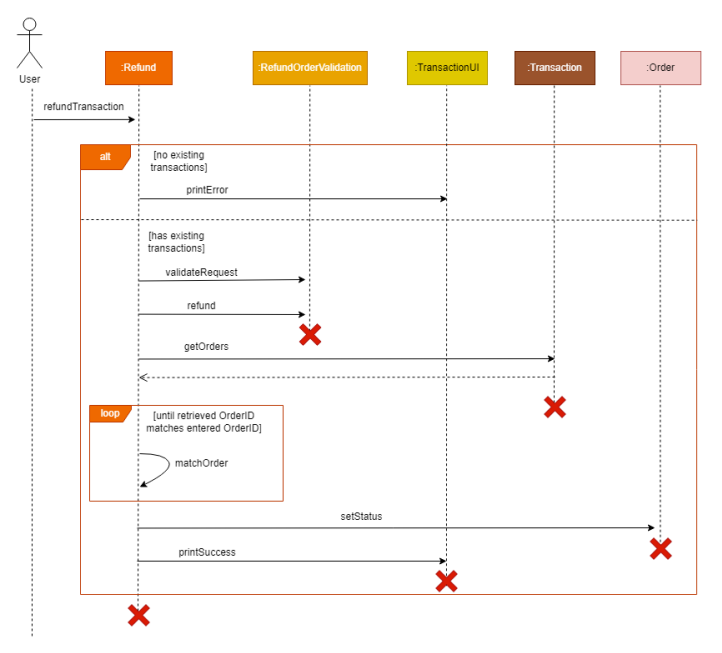 User
:Refund
:RefundOrderValidation
:TransactionUI
:Transaction
:Order
refundTransaction
alt
[no existing
transactions]
printError
[has existing
transactions]
validateRequest
refund
getOrders
loop
[until retrieved OrderID
matches entered OrderID]
matchOrder
setStatus
printSuccess